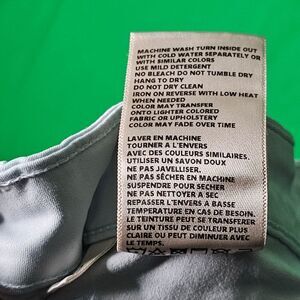 MACHINE WASH TURN INSIDE OUT
WITH COLD WATER SEPARATELY OR
WITH SIMILAR COLORS
USE MILD DETERGENT
NO BLEACH DO NOT TUMBLE DRY
HANG TO DRY
DO NOT DRY CLEAN
IRON ON REVERSE WITH LOW HEAT
WHEN NEEDED
COLOR MAY TRANSFER
ONTO LIGHTER COLORED
FABRIC OR UPHOLSTERY
COLOR MAY FADE OVER TIME
LAVER EN MACHINE
TOURNER À L'ENVERS
AVEC DES COULEURS SIMILAIRES.
UTILISER UN SAVON DOUX
NE PAS JAVELLISER.
NE PAS SÉCHER EN MACHINE
SUSPENDRE POUR SECHER
NE PAS NETTOYER A SEC
REPASSER L'ENVERS A BASSE
TEMPERATURE EN CAS DE BESOIN.
LE TEINTURE PEUT SE TRANSFERER
SUR UN TISSU DE COULEUR PLUS
CLAIRE OU PEUT DIMINUER AVEC
LE TEMPS.